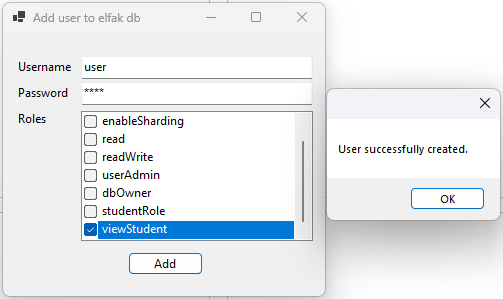 Add user to elfak db
Username user
Password ****
Roles
enableSharding
read
readWrite
userAdmin
dbOwner
studentRole
viewStudent
Add
User successfully created.
OK